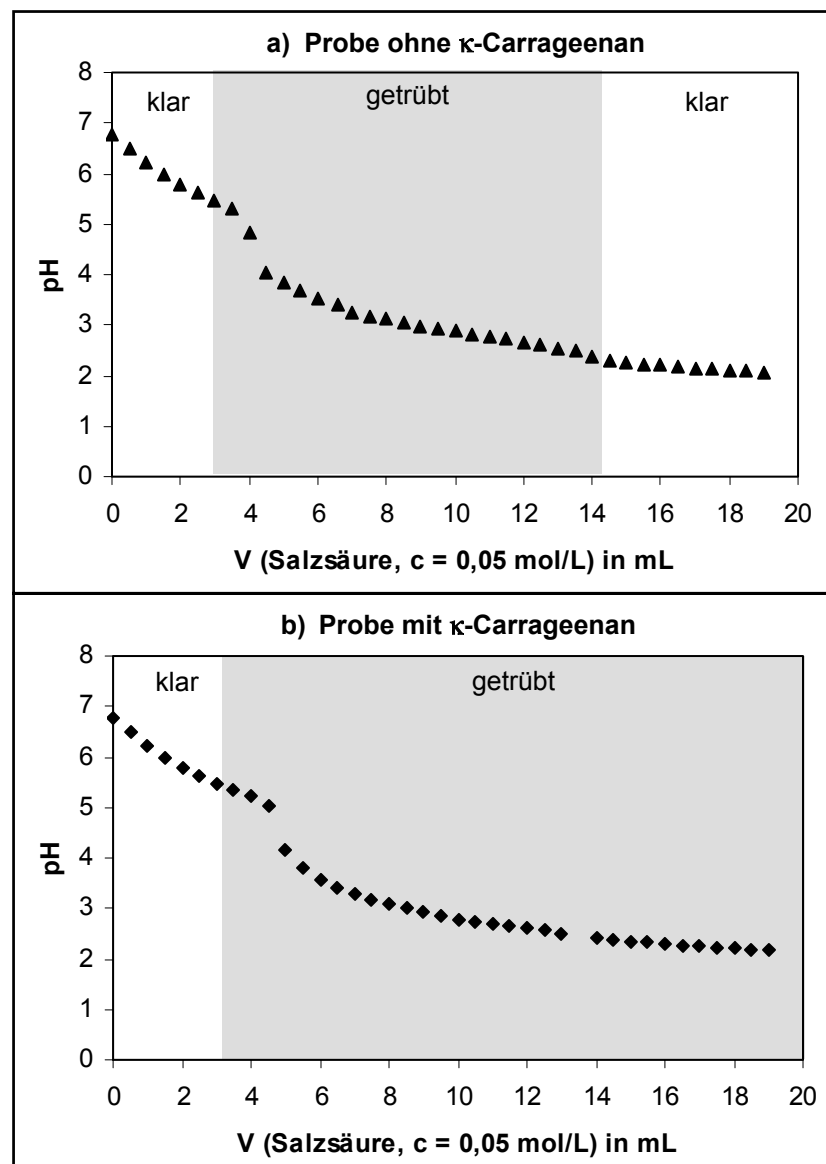 a) Probe ohne κ-Carrageenan
klar getrübt klar
8
7
6
5
4
3
2
1
0
pH
0 2 4 6 8 10 12 14 16 18 20
V (Salzsäure, c = 0,05 mol/L) in mL
b) Probe mit κ-Carrageenan
klar getrübt
8
7
6
5
4
3
2
1
0
pH
0 2 4 6 8 10 12 14 16 18 20
V (Salzsäure, c = 0,05 mol/L) in mL